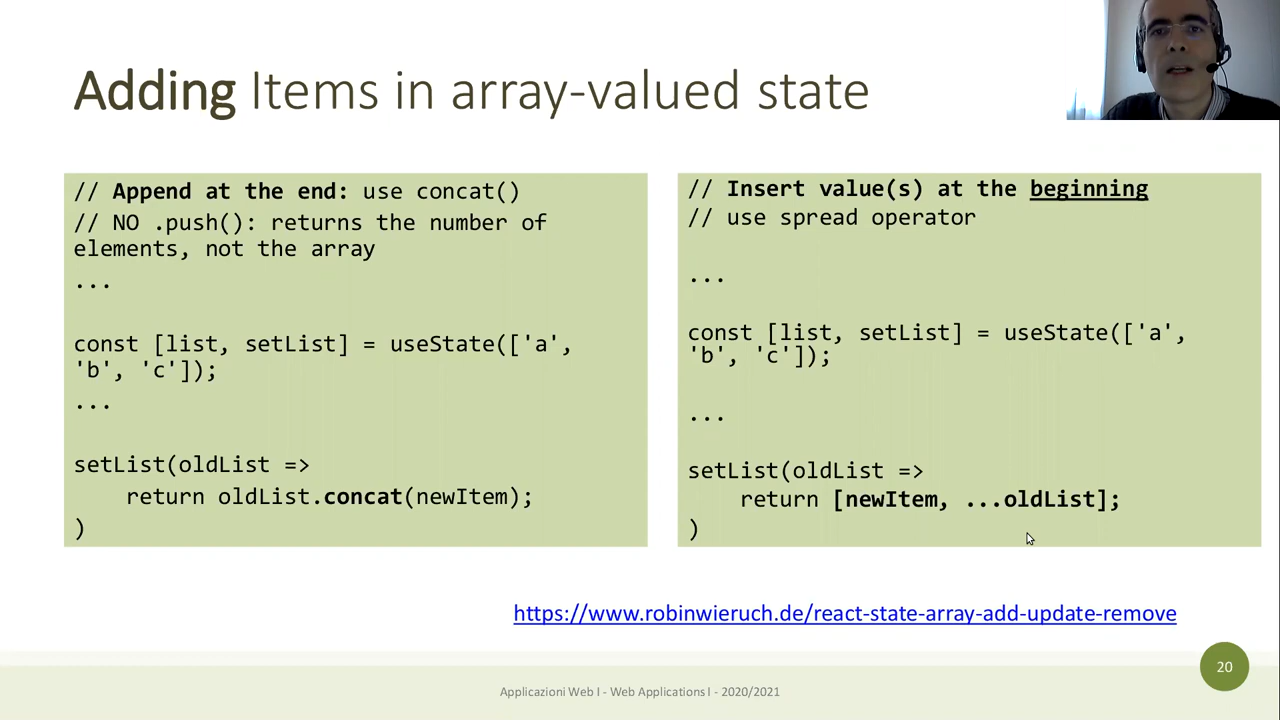 Adding Items in array-valued state
// Append at the end: use concat()
// NO .push(): returns the number of
elements, not the array
...
const [list, setList] = useState(['a',
'b', 'c']);
...
setList(oldList =>
return oldList.concat(newItem);
)
// Insert value(s) at the beginning
// use spread operator
...
const [list, setList] = useState(['a',
'b', 'c']);
...
setList(oldList =>
return [newItem, ...oldList];
)
https://www.robinwieruch.de/react-state-array-add-update-remove
Applicazioni Web I - Web Applications I - 2020/2021
20